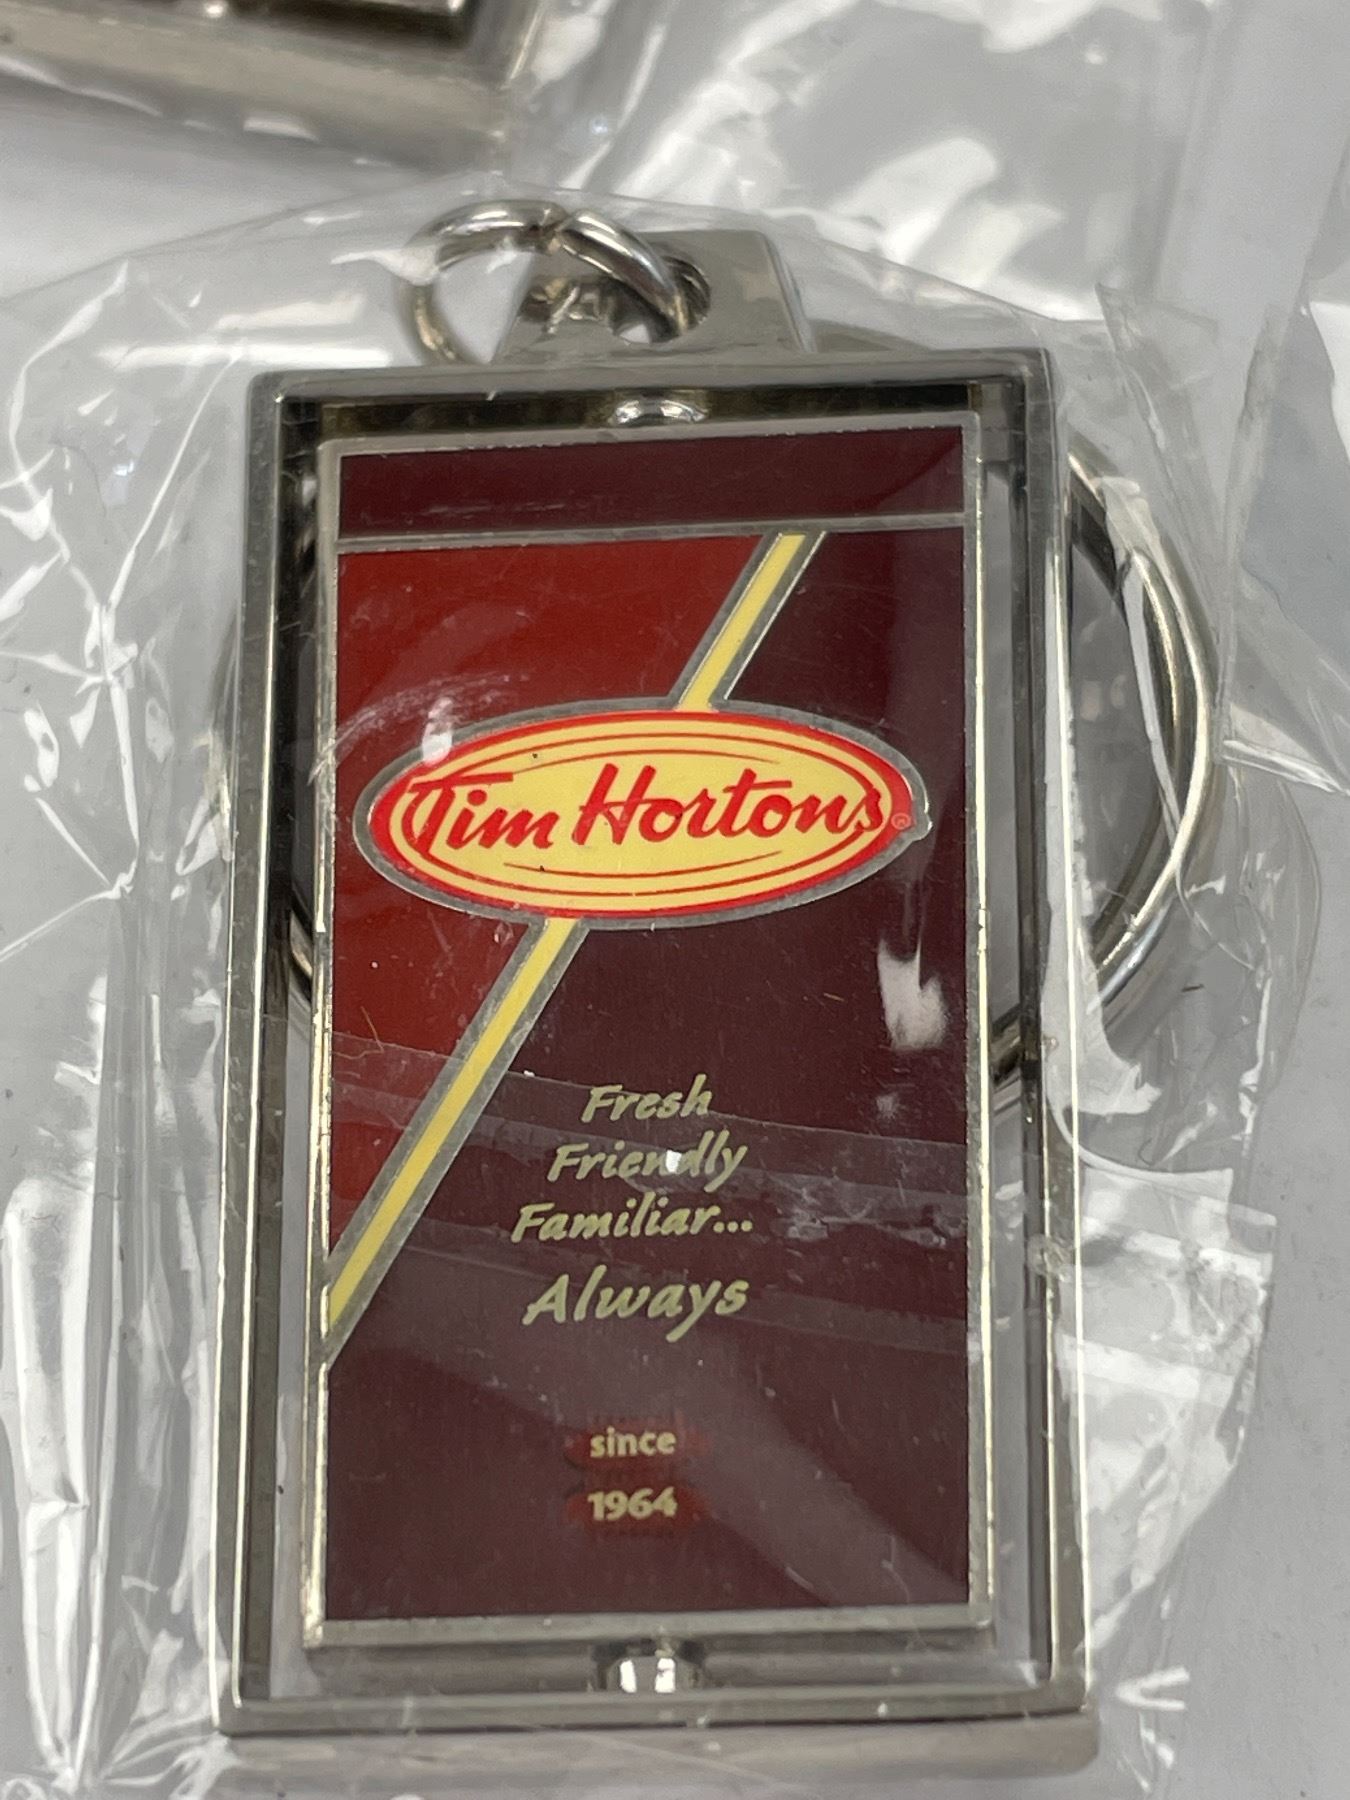 Tim Hortons®
Fresh
Friendly
Familiar...
Always
since
1964